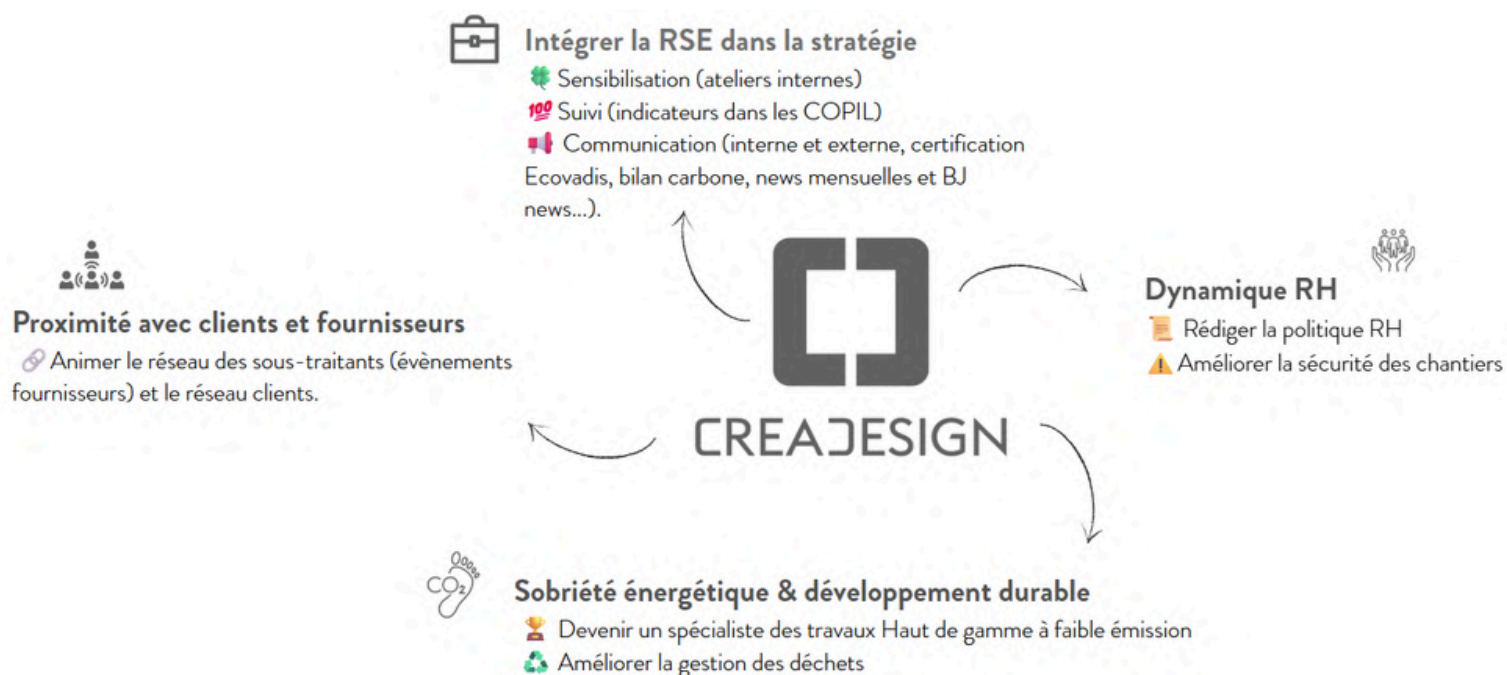 Intégrer la RSE dans la stratégie
🍀 Sensibilisation (ateliers internes)
💯 Suivi (indicateurs dans les COPIL)
📢 Communication (interne et externe, certification
Ecovadis, bilan carbone, news mensuelles et BJ
news...).
Proximité avec clients et fournisseurs
🔗 Animer le réseau des sous-traitants (évènements
fournisseurs) et le réseau clients.
CREADESIGN
Dynamique RH
📜 Rédiger la politique RH
⚠️ Améliorer la sécurité des chantiers
CO₂
Sobriété énergétique & développement durable
🏆 Devenir un spécialiste des travaux Haut de gamme à faible émission
♻️ Améliorer la gestion des déchets